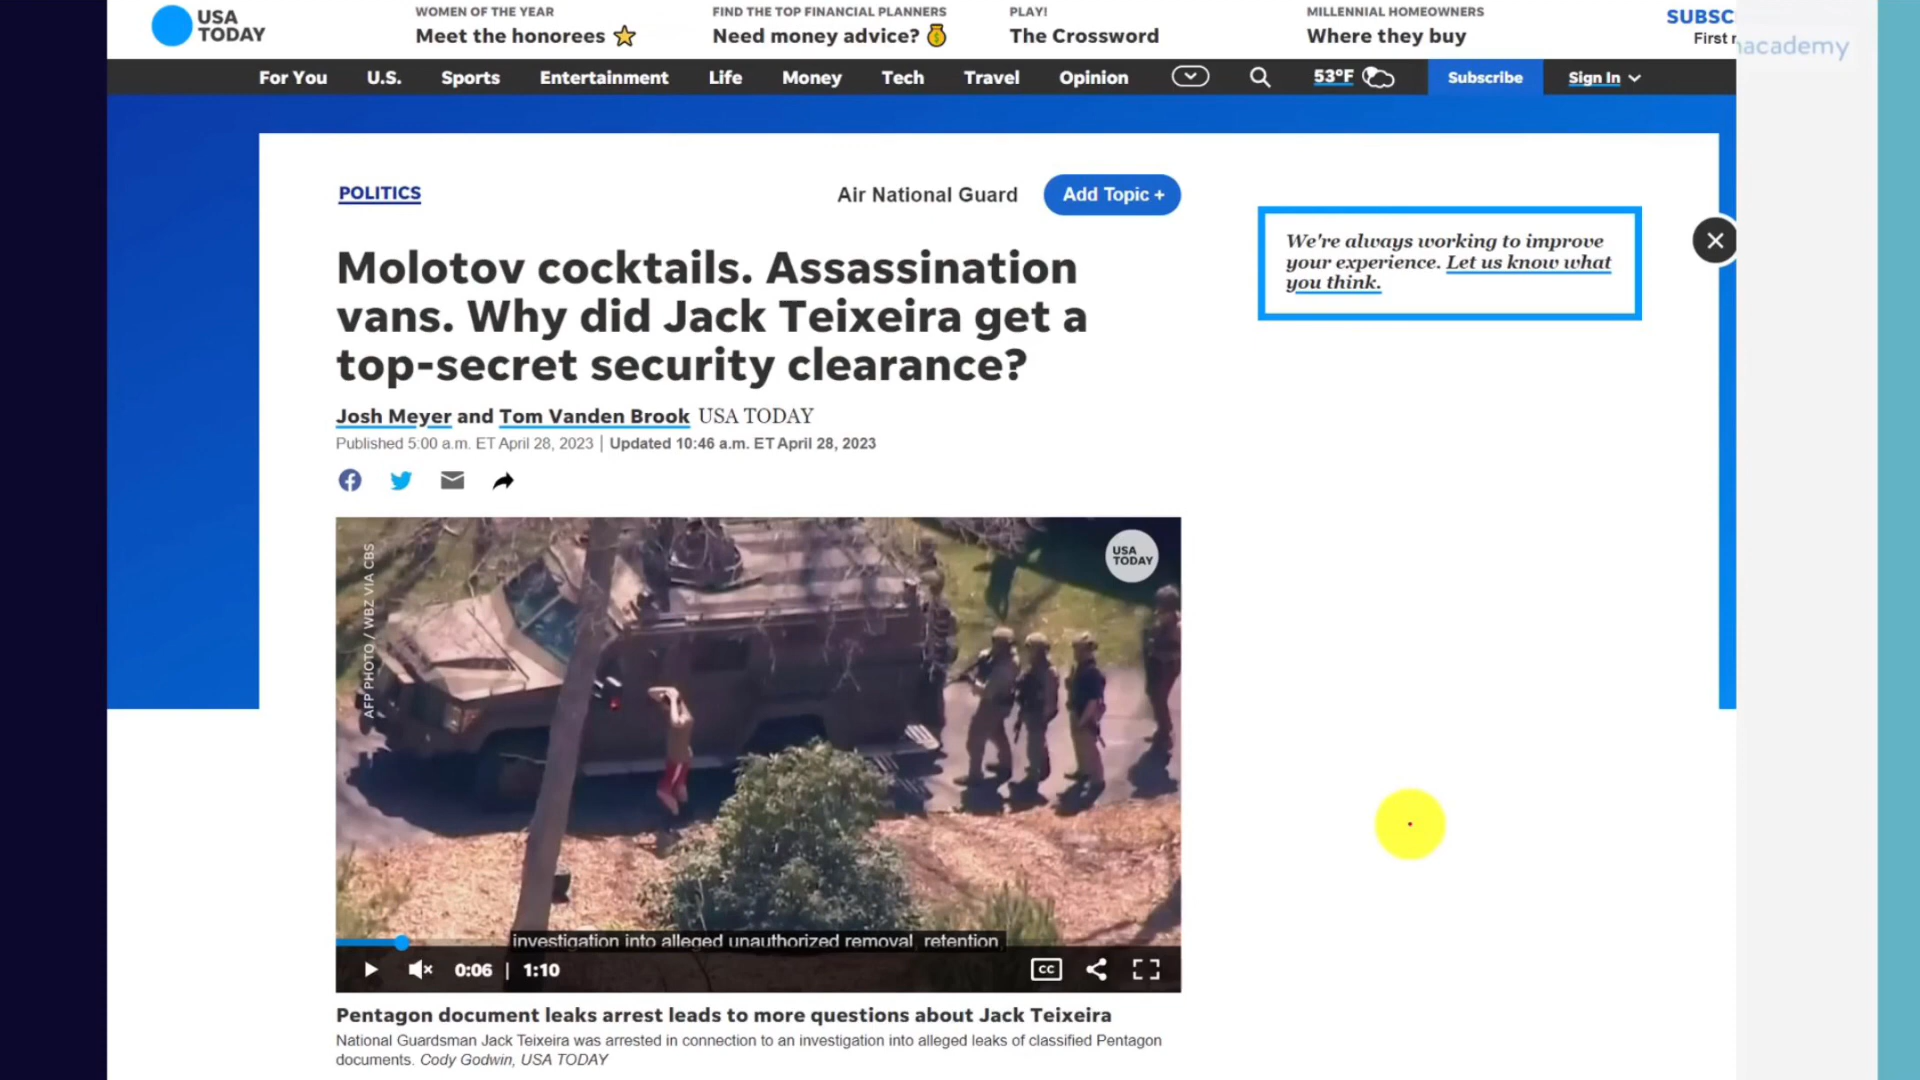 USA
TODAY
WOMEN OF THE YEAR
Meet the honorees
FIND THE TOP FINANCIAL PLANNERS
Need money advice?
PLAY!
The Crossword
MILLENNIAL HOMEOWNERS
Where they buy
SUBSC
First
academy
For You U.S. Sports Entertainment Life Money Tech Travel Opinion 53°F Subscribe Sign In
POLITICS
Air National Guard Add Topic +
We're always working to improve
your experience. Let us know what
you think.
Molotov cocktails. Assassination
vans. Why did Jack Teixeira get a
top-secret security clearance?
Josh Meyer and Tom Vanden Brook USA TODAY
Published 5:00 a.m. ET April 28, 2023 | Updated 10:46 a.m. ET April 28, 2023
USA
TODAY
AFP PHOTO / WBZ VIA CBS
investigation into alleged unauthorized removal, retention
0:06 | 1:10 CC
Pentagon document leaks arrest leads to more questions about Jack Teixeira
National Guardsman Jack Teixeira was arrested in connection to an investigation into alleged leaks of classified Pentagon
documents. Cody Godwin, USA TODAY